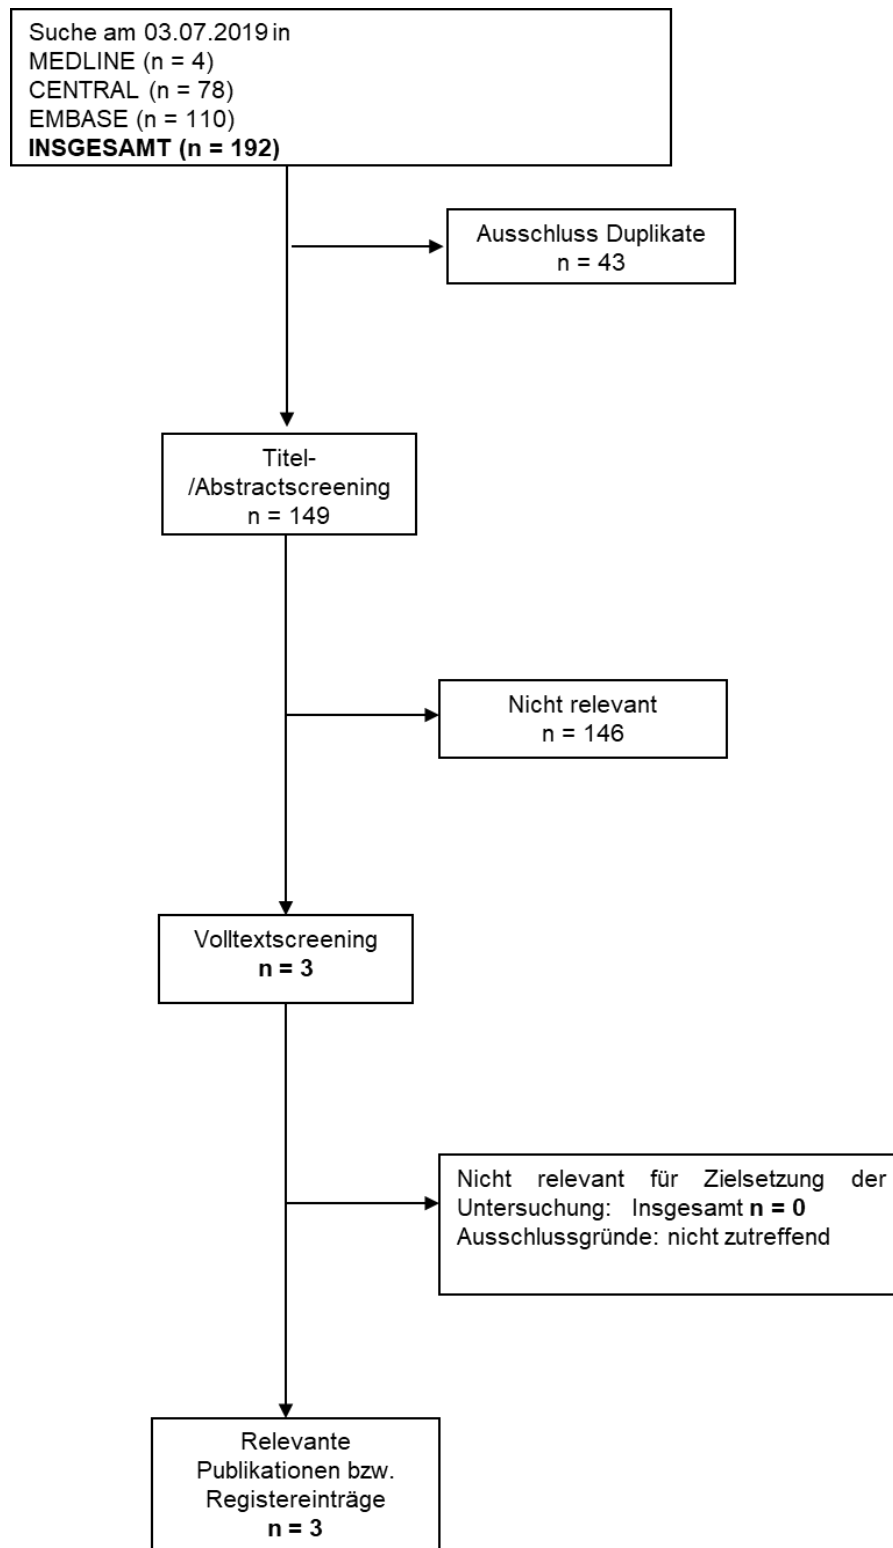 Suche am 03.07.2019 in
MEDLINE (n = 4)
CENTRAL (n = 78)
EMBASE (n = 110)
INSGESAMT (n = 192)
Ausschluss Duplikate
n = 43
Titel-
/Abstractscreening
n = 149
Nicht relevant
n = 146
Volltextscreening
n = 3
Nicht relevant für Zielsetzung der
Untersuchung: Insgesamt n = 0
Ausschlussgründe: nicht zutreffend
Relevante
Publikationen bzw.
Registereinträge
n = 3